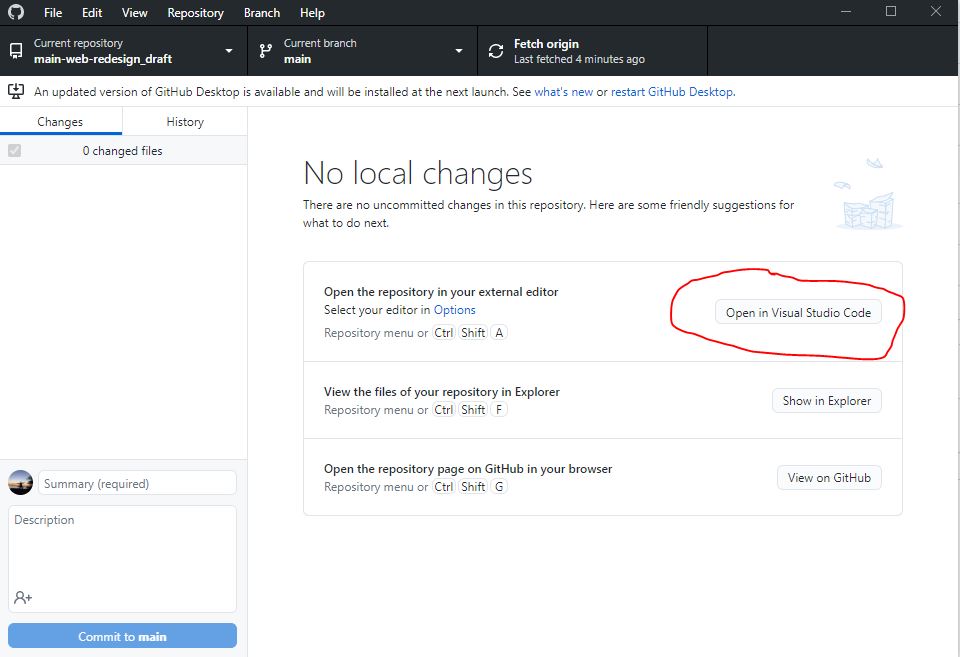 File Edit View Repository Branch Help
Current repository
main-web-redesign_draft
Current branch
main
Fetch origin
Last fetched 4 minutes ago
An updated version of GitHub Desktop is available and will be installed at the next launch. See what's new or restart GitHub Desktop.
Changes
History
0 changed files
No local changes
There are no uncommitted changes in this repository. Here are some friendly suggestions for
what to do next.
Open the repository in your external editor
Select your editor in Options
Repository menu or Ctrl Shift A
Open in Visual Studio Code
View the files of your repository in Explorer
Repository menu or Ctrl Shift F
Show in Explorer
Open the repository page on GitHub in your browser
Repository menu or Ctrl Shift G
View on GitHub
Summary (required)
Description
Commit to main